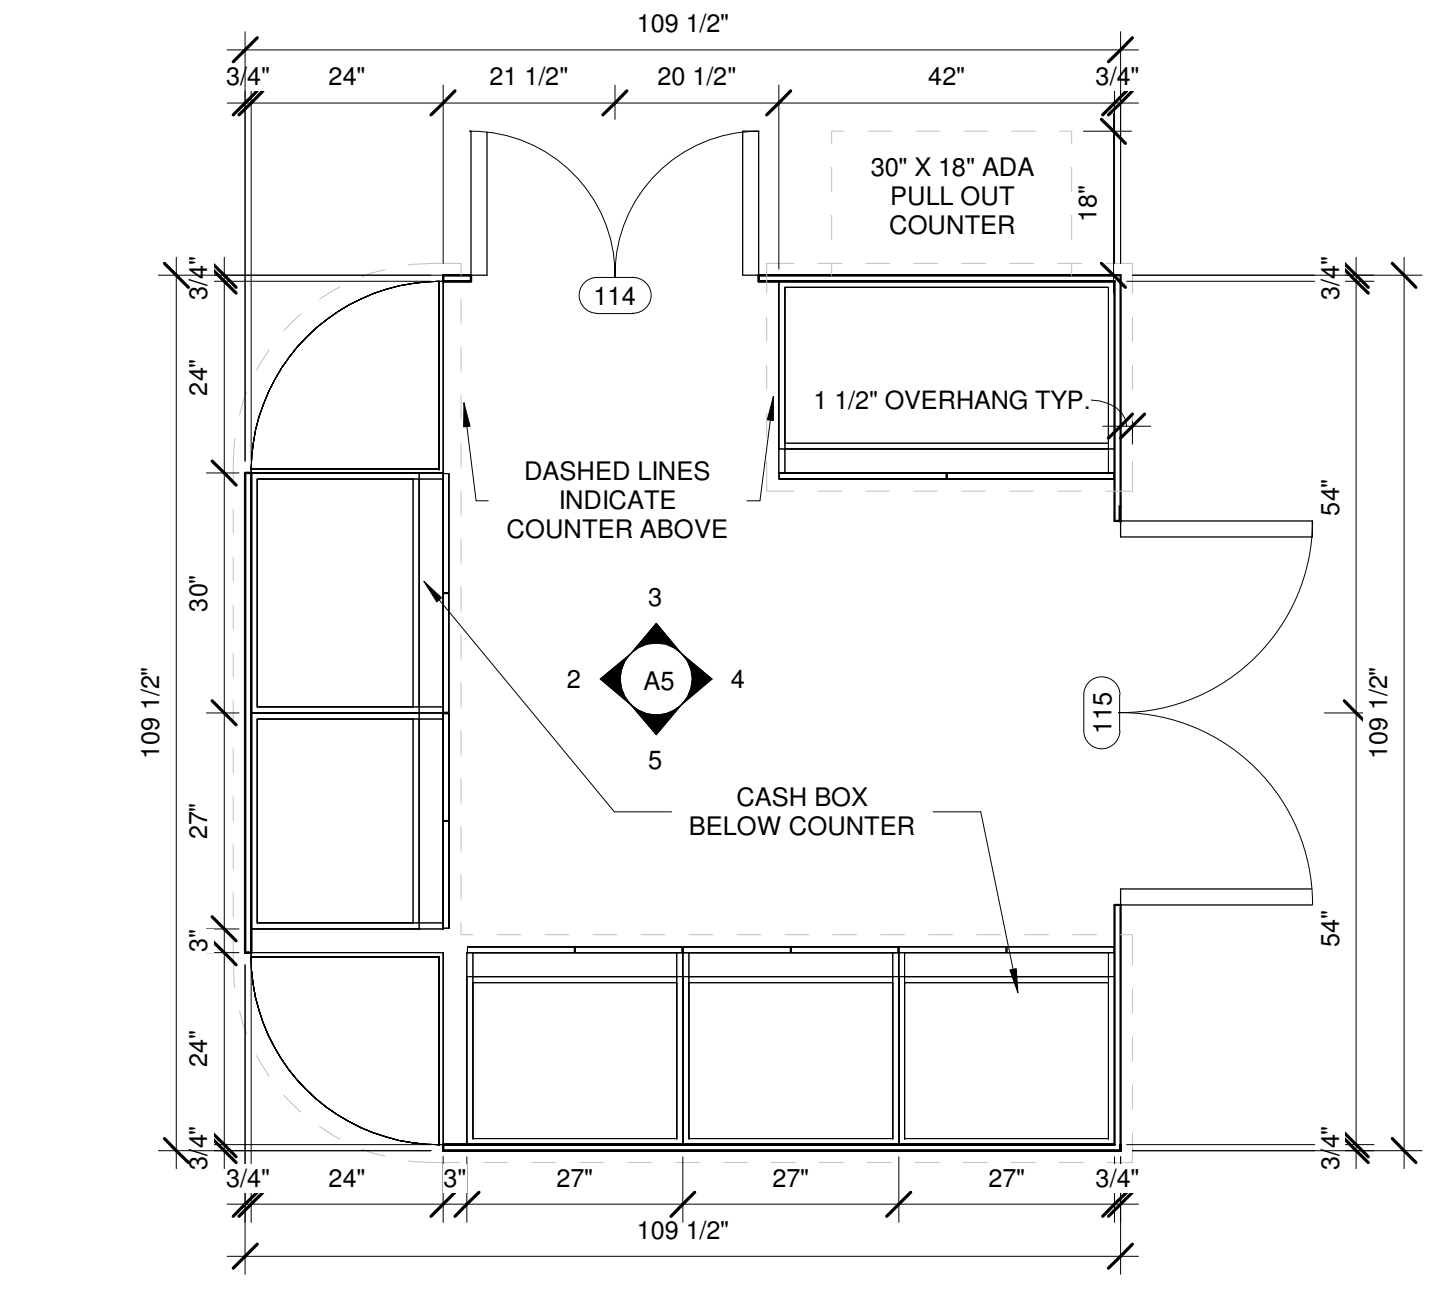 109 1/2"
3/4" 24" 21 1/2" 20 1/2" 42" 3/4"
30" X 18" ADA
PULL OUT
COUNTER
18"
3/4"
3/4"
114
24"
1 1/2" OVERHANG TYP.
DASHED LINES
INDICATE
COUNTER ABOVE
54"
30"
3
2 A5 4
5
109 1/2"
115
109 1/2"
CASH BOX
BELOW COUNTER
27"
3"
54"
24"
3/4"
3/4"
3/4" 24" 3" 27" 27" 27" 3/4"
109 1/2"